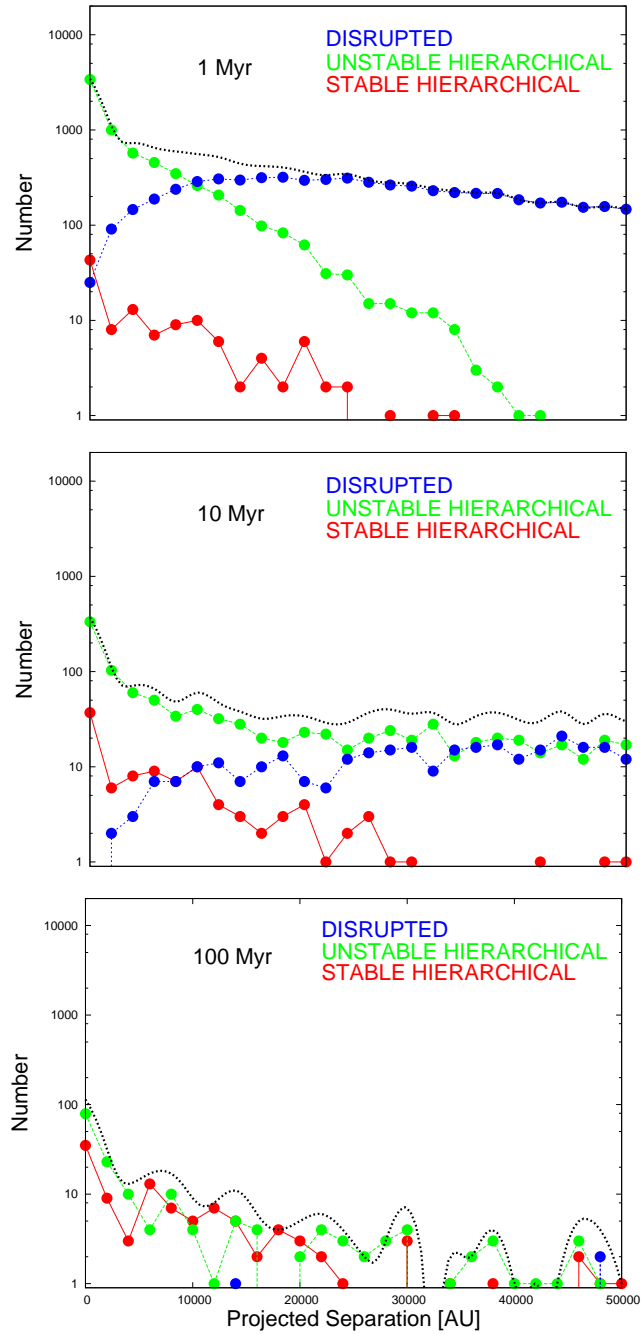 10000
1000
100
10
1
Number
1 Myr
DISRUPTED
UNSTABLE HIERARCHICAL
STABLE HIERARCHICAL
10000
1000
100
10
1
Number
10 Myr
DISRUPTED
UNSTABLE HIERARCHICAL
STABLE HIERARCHICAL
10000
1000
100
10
1
Number
100 Myr
DISRUPTED
UNSTABLE HIERARCHICAL
STABLE HIERARCHICAL
0 10000 20000 30000 40000 50000
Projected Separation [AU]